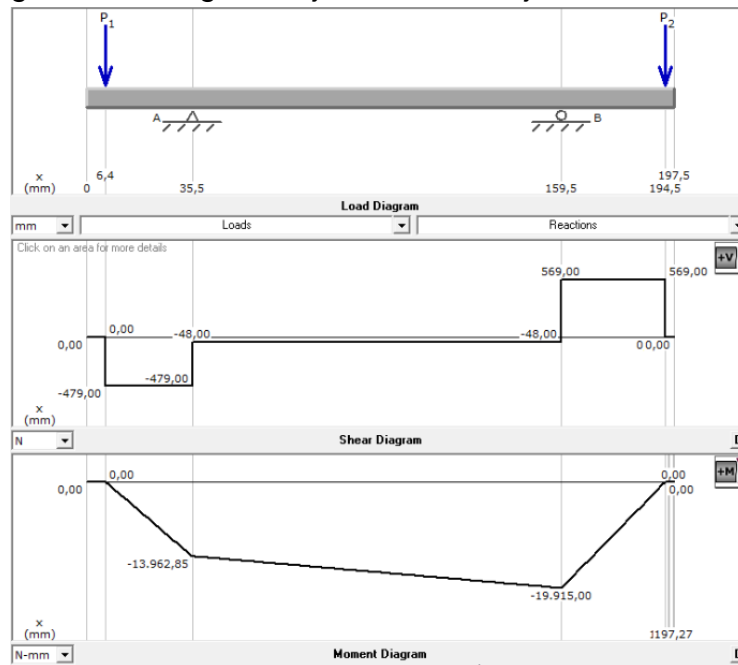 P1 P2
A B
x (mm) 0 6,4 35,5 159,5 194,5 197,5
Load Diagram
mm Loads Reactions
Click on an area for more details
+V
569,00 569,00
0,00 0,00 -48,00 -48,00 0 0,00
-479,00 -479,00
x (mm)
N Shear Diagram
+M
0,00 0,00 0,00 0,00
-13.962,85
-19.915,00
x (mm) 1197,27
N-mm Moment Diagram